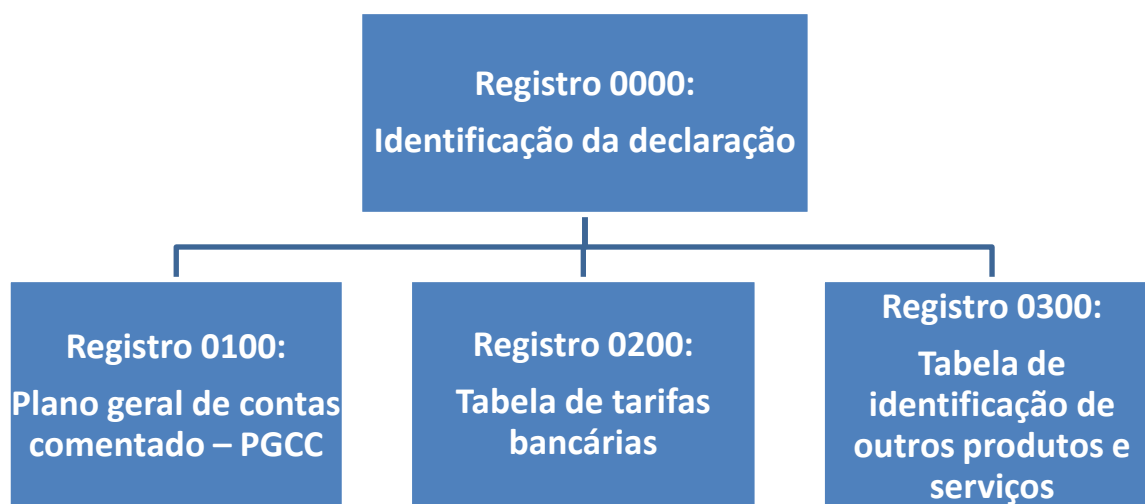 Registro 0000:
Identificação da declaração
Registro 0100:
Plano geral de contas
comentado – PGCC
Registro 0200:
Tabela de tarifas
bancárias
Registro 0300:
Tabela de
identificação de
outros produtos e
serviços